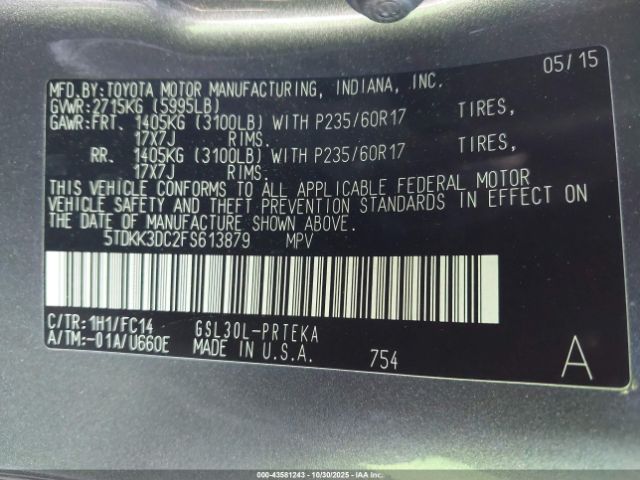 MFD.BY:TOYOTA MOTOR MANUFACTURING, INDIANA, INC. 05/15
GVWR:2715KG (5995LB)
GAWR:FRT. 1405KG (3100LB) WITH P235/60R17 TIRES,
17X7J RIMS.
RR. 1405KG (3100LB) WITH P235/60R17 TIRES,
17X7J RIMS.
THIS VEHICLE CONFORMS TO ALL APPLICABLE FEDERAL MOTOR
VEHICLE SAFETY AND THEFT PREVENTION STANDARDS IN EFFECT ON
THE DATE OF MANUFACTURE SHOWN ABOVE.
5TDKK3DC2FS613879 MPV
C/TR:1H1/FC14 GSL30L-PRTEKA
A/TM:-01A/U660E MADE IN U.S.A. 754 A
000-43581243 - 10/30/2025 - IAAI.COM